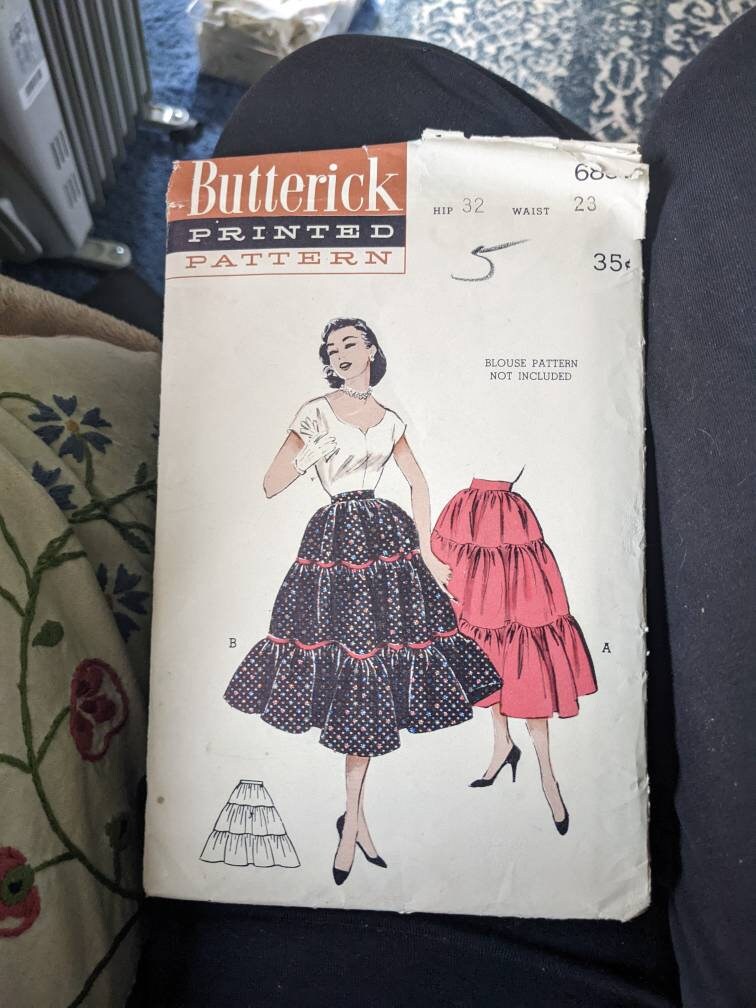 Butterick
PRINTED
PATTERN
HIP 32 WAIST 23
5
35¢
BLOUSE PATTERN
NOT INCLUDED
B
A